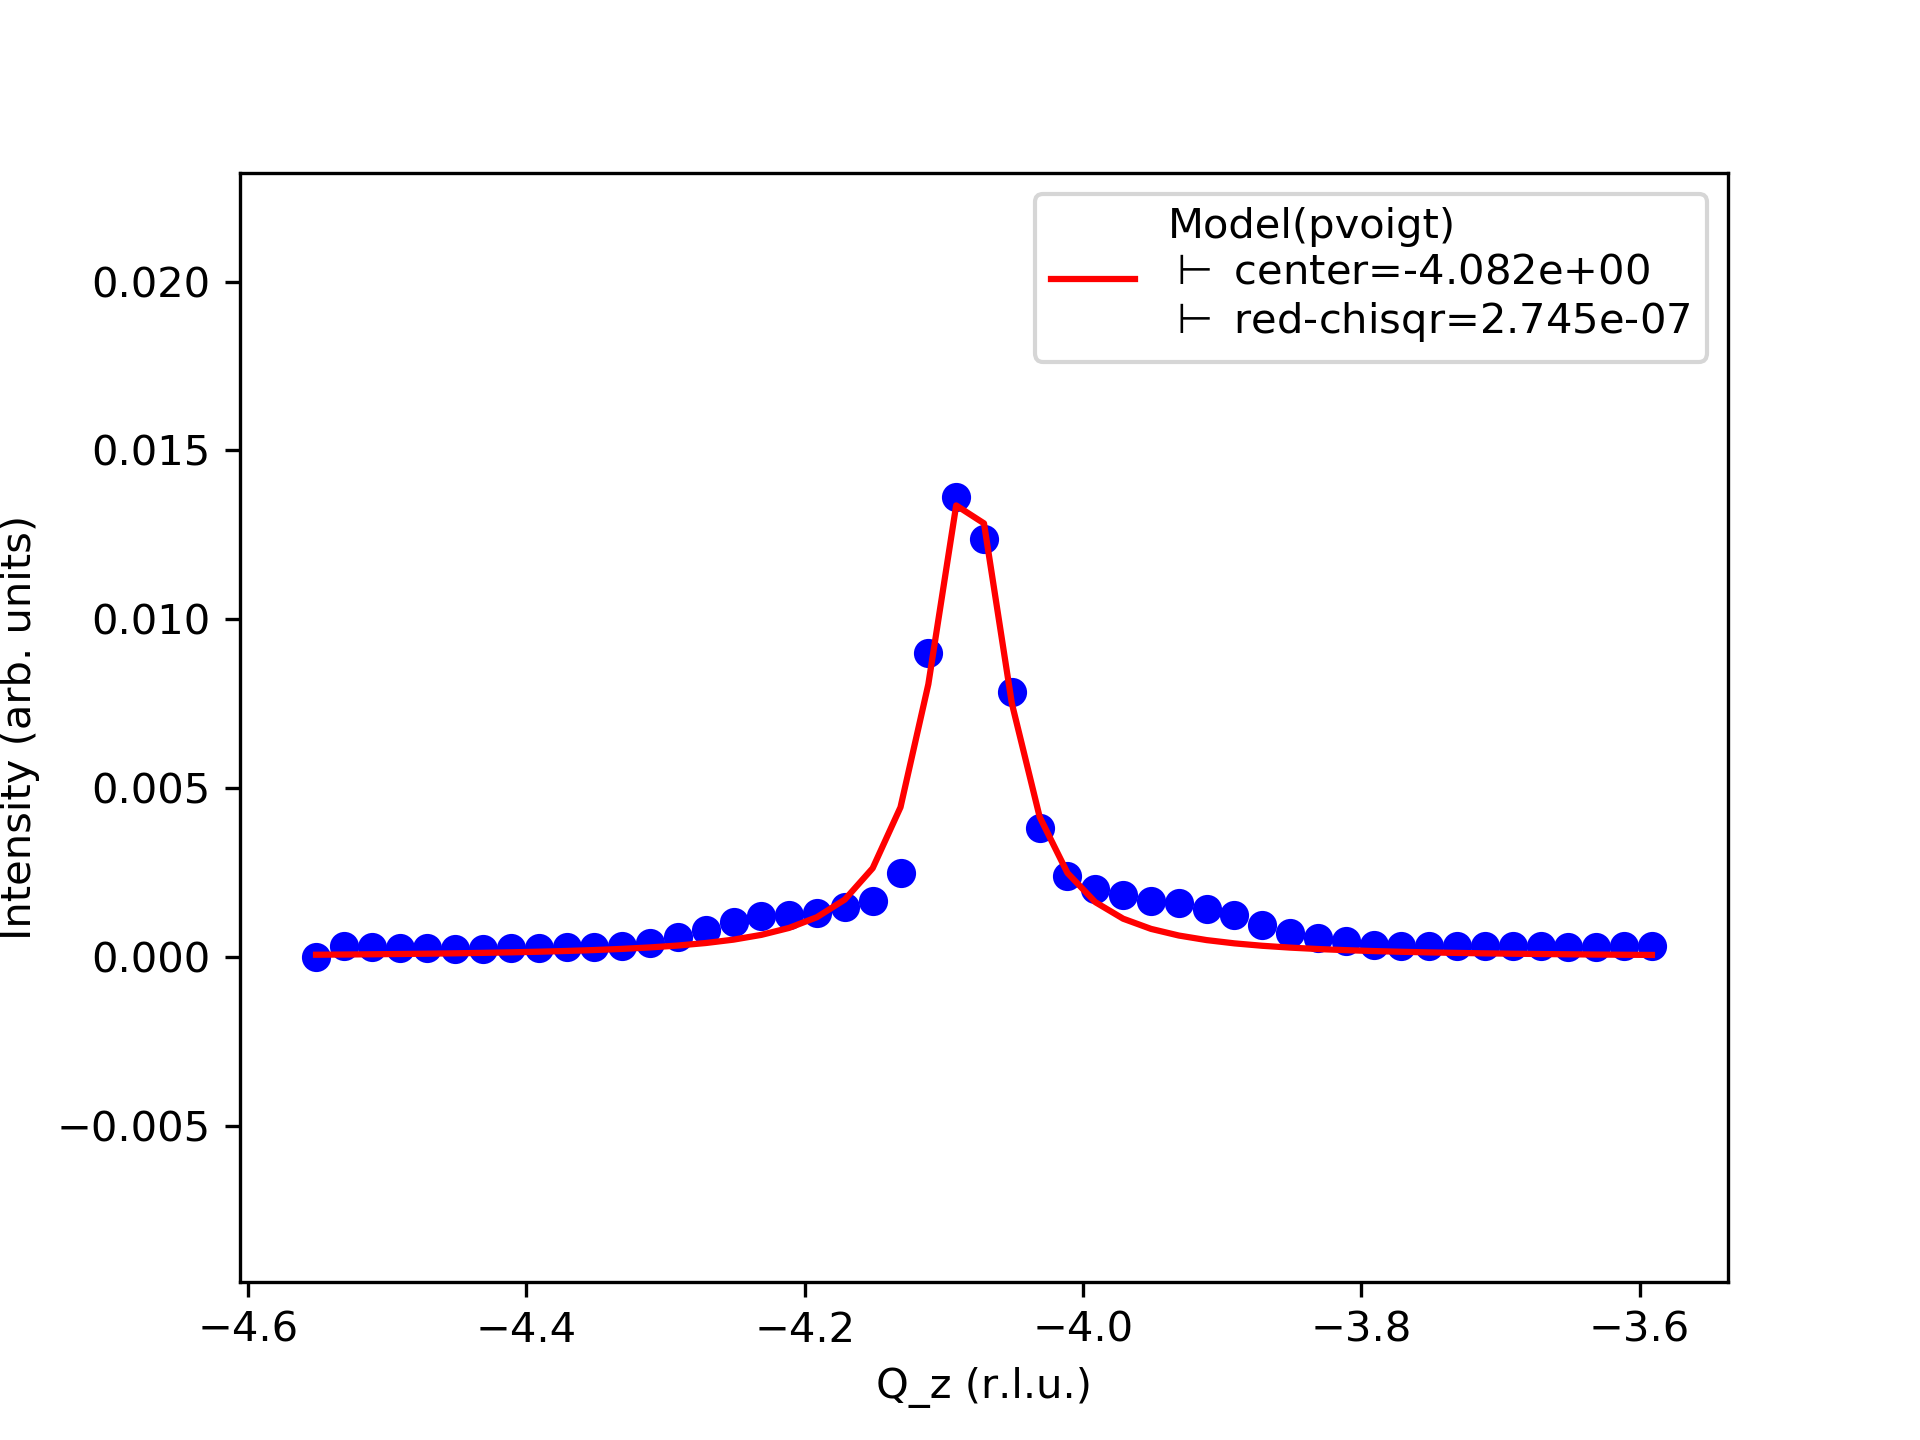 Model(pvoigt)
⊢ center=-4.082e+00
⊢ red-chisqr=2.745e-07
0.020
0.015
0.010
0.005
0.000
−0.005
Intensity (arb. units)
−4.6 −4.4 −4.2 −4.0 −3.8 −3.6
Q_z (r.l.u.)